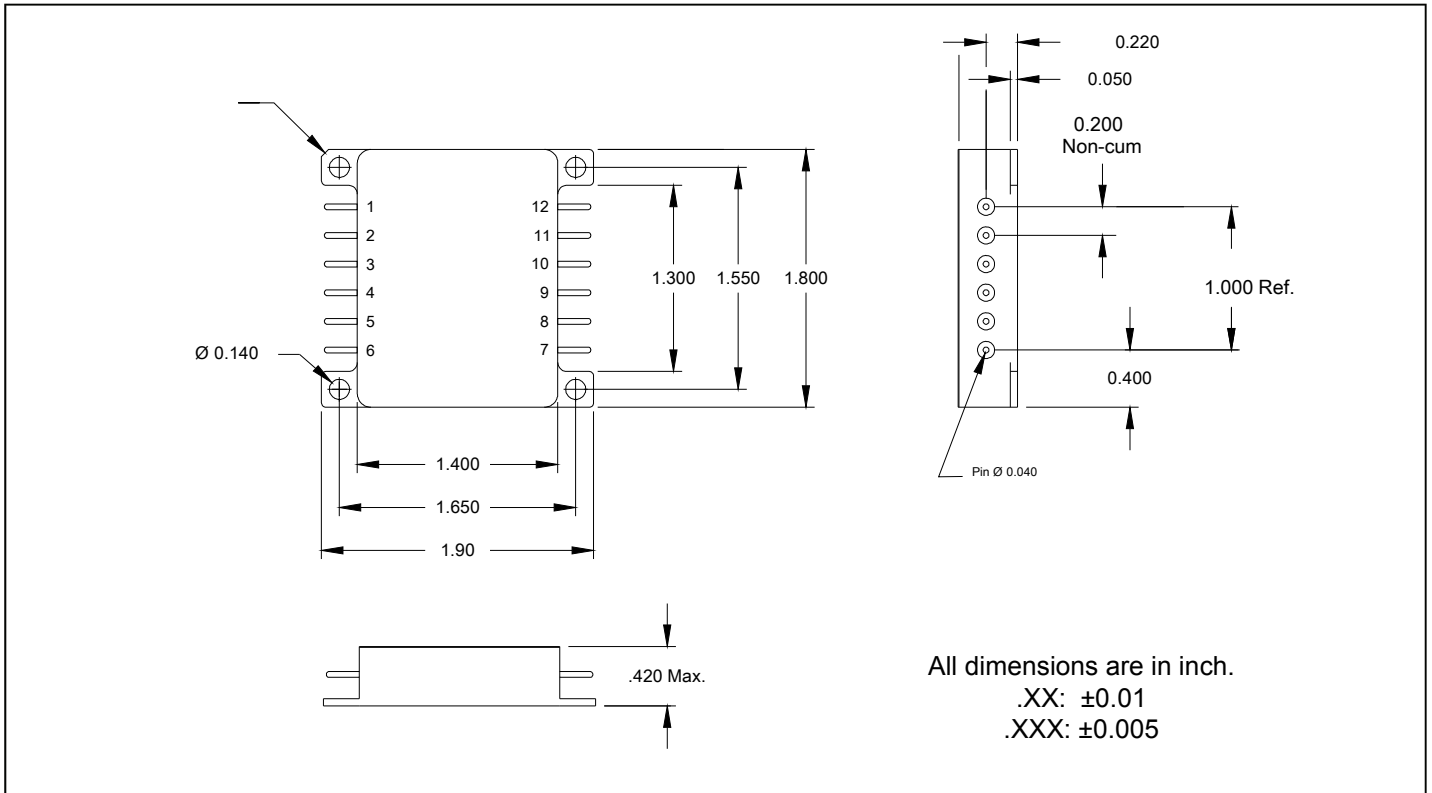 0.220
0.050
0.200
Non-cum
1 12
2 11
3 10
4 9
5 8
6 7
1.300 1.550 1.800
1.000 Ref.
Ø 0.140
0.400
1.400
Pin Ø 0.040
1.650
1.90
.420 Max.
All dimensions are in inch.
.XX: ±0.01
.XXX: ±0.005